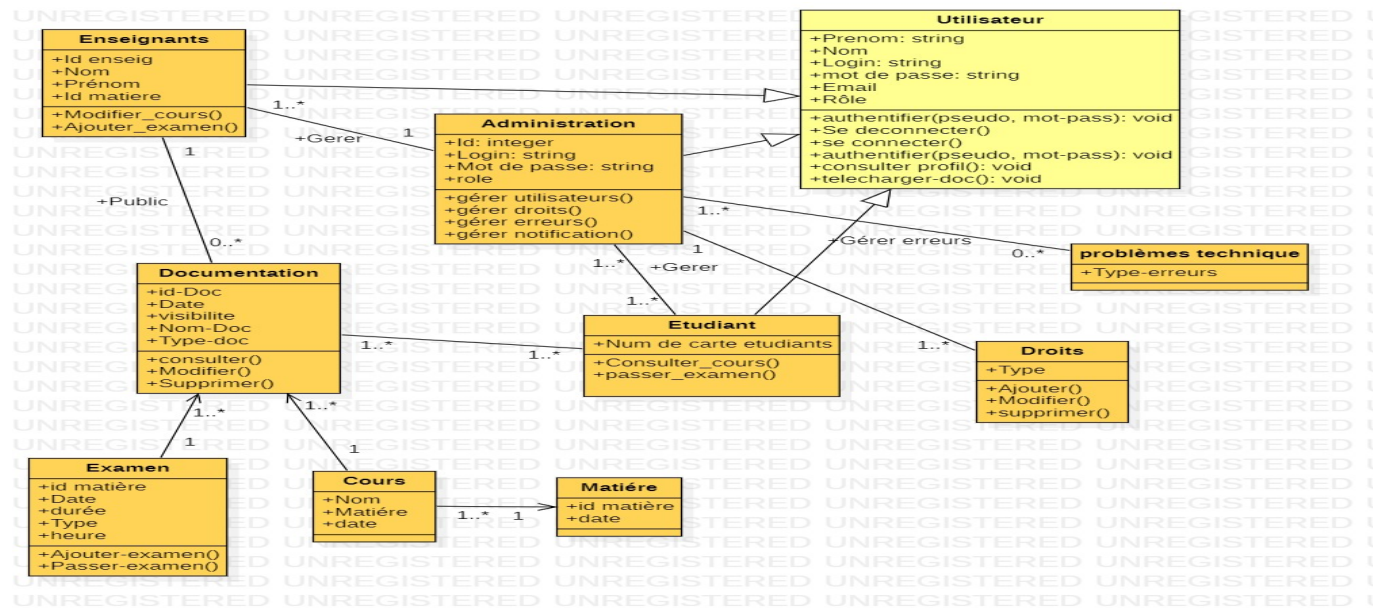 UNREGISTERED
Enseignants
+Id enseig
+Nom
+Prénom
+Id matiere
+Modifier_cours()
+Ajouter_examen()
Utilisateur
+Prenom: string
+Nom
+Login: string
+mot de passe: string
+Email
+Rôle
+authentifier(pseudo, mot-pass): void
+Se deconnecter()
+se connecter()
+authentifier(pseudo, mot-pass): void
+consulter profil(): void
+telecharger-doc(): void
1..*
+Gerer
1
Administration
+Id: integer
+Login: string
+Mot de passe: string
+role
+gérer utilisateurs()
+gérer droits()
+gérer erreurs()
+gérer notification()
1
+Public
0..*
1..*
+Gérer erreurs
0..*
problèmes technique
+Type-erreurs
1..*
+Gerer
1..*
1
1..*
Documentation
+id-Doc
+Date
+visibilite
+Nom-Doc
+Type-doc
+consulter()
+Modifier()
+Supprimer()
1..*
1..*
Etudiant
+Num de carte etudiants
+Consulter_cours()
+passer_examen()
Droits
+Type
+Ajouter()
+Modifier()
+supprimer()
1..*
1
1..*
1
Examen
+id matière
+Date
+durée
+Type
+heure
+Ajouter-examen()
+Passer-examen()
Cours
+Nom
+Matiére
+date
1..*
1
Matiére
+id matière
+date